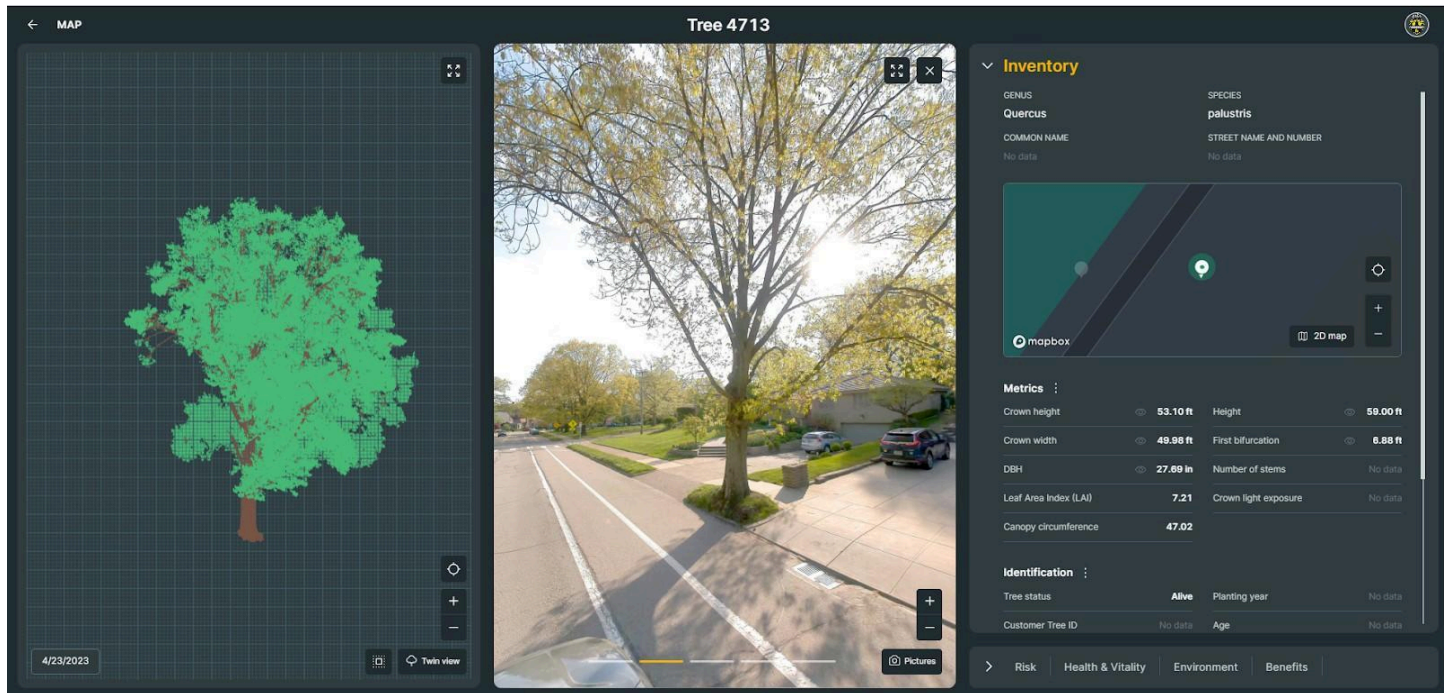 MAP
Tree 4713
4/23/2023
Twin view
Pictures
Inventory
GENUS
SPECIES
Quercus
palustris
COMMON NAME
STREET NAME AND NUMBER
No data
No data
mapbox
2D map
Metrics
Crown height 53.10 ft Height 59.00 ft
Crown width 49.98 ft First bifurcation 6.88 ft
DBH 27.69 in Number of stems No data
Leaf Area Index (LAI) 7.21 Crown light exposure No data
Canopy circumference 47.02
Identification
Tree status Alive Planting year No data
Customer Tree ID No data Age No data
Risk Health & Vitality Environment Benefits